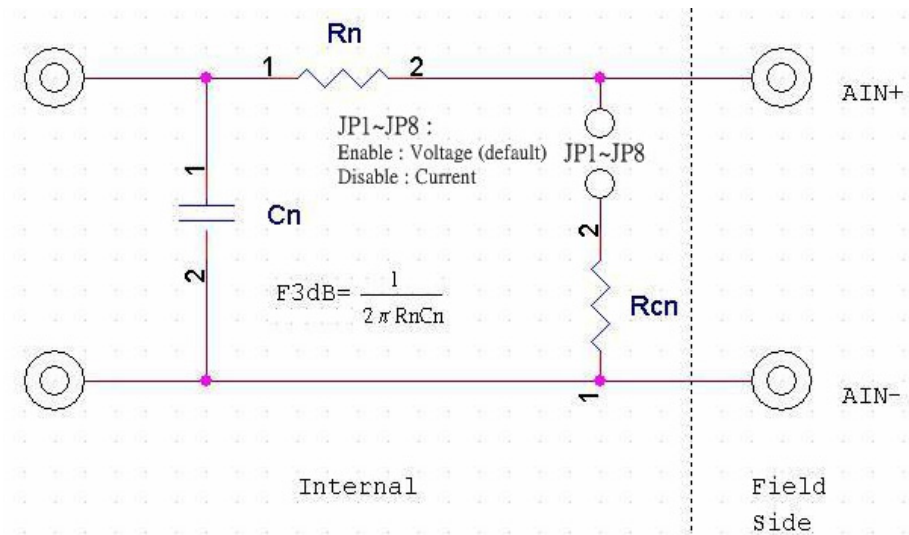 Rn
1 2
AIN+
JP1~JP8 :
Enable : Voltage (default)
Disable : Current
JP1~JP8
1
Cn
2
2
F3dB= 1
2 π RnCn
Rcn
1
AIN-
Internal
Field
Side